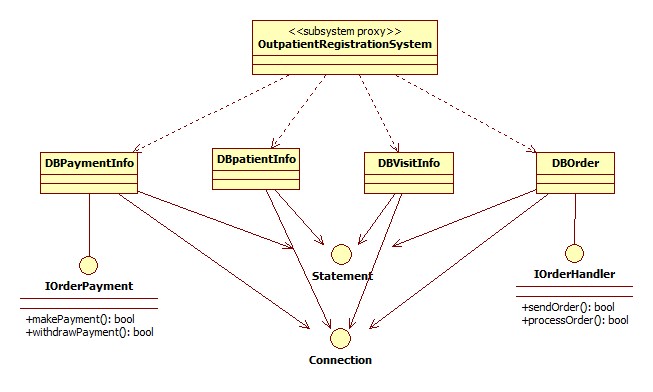 <<subsystem proxy>>
OutpatientRegistrationSystem
DBPaymentInfo
DBpatientInfo
DBVisitInfo
DBOrder
Statement
IOrderPayment
+makePayment(): bool
+withdrawPayment(): bool
IOrderHandler
+sendOrder(): bool
+processOrder(): bool
Connection